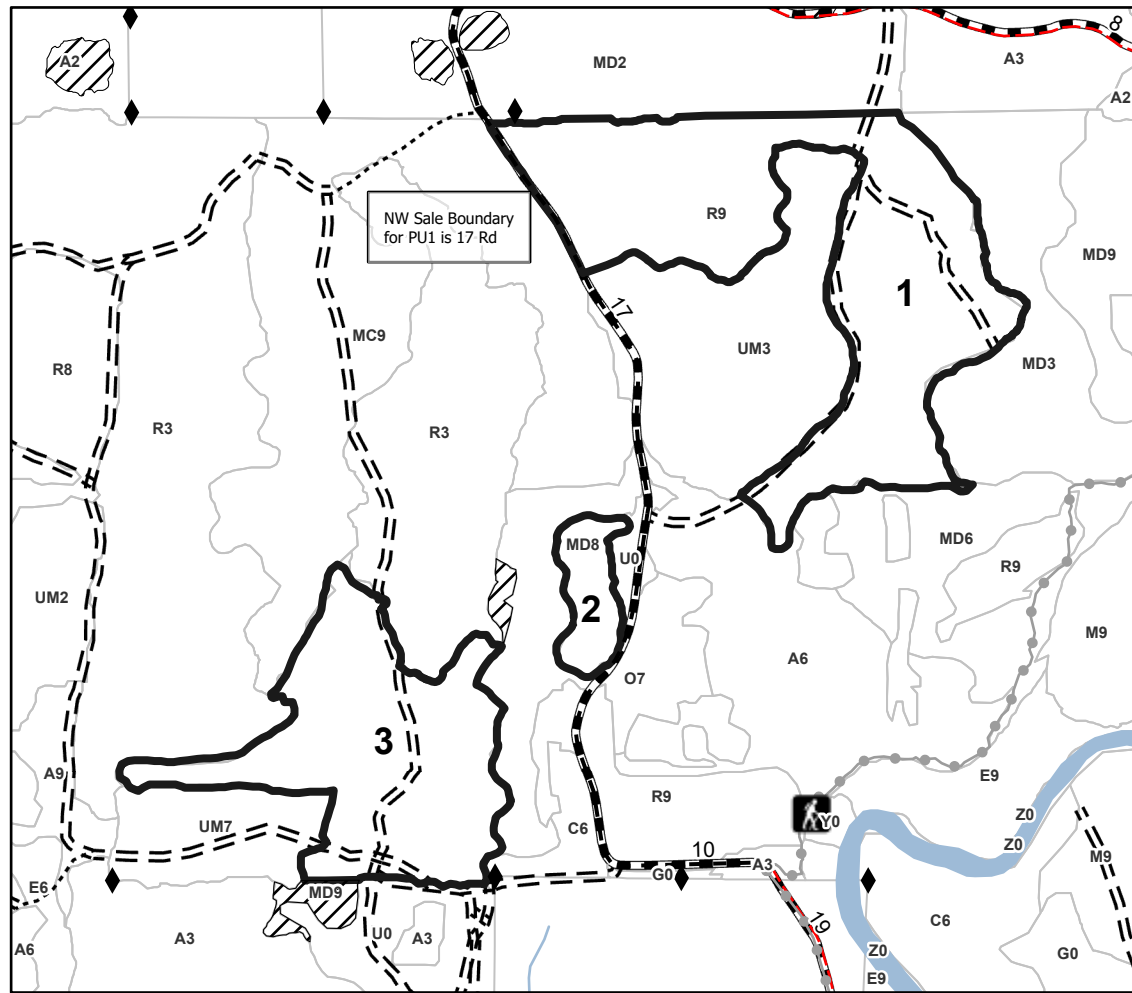 8
A2
MD2
A3
A2
NW Sale Boundary
for PU1 is 17 Rd
R9
MD9
1
17
MC9
UM3
R8
MD3
R3
R3
MD8
U0
MD6
R9
UM2
2
M9
A6
O7
3
A9
E9
R9
Y0
UM7
C6
Z0
Z0
10
A3
M9
G0
E6
MD9
19
C6
A6
A3
U0
A3
Z0
G0
E9